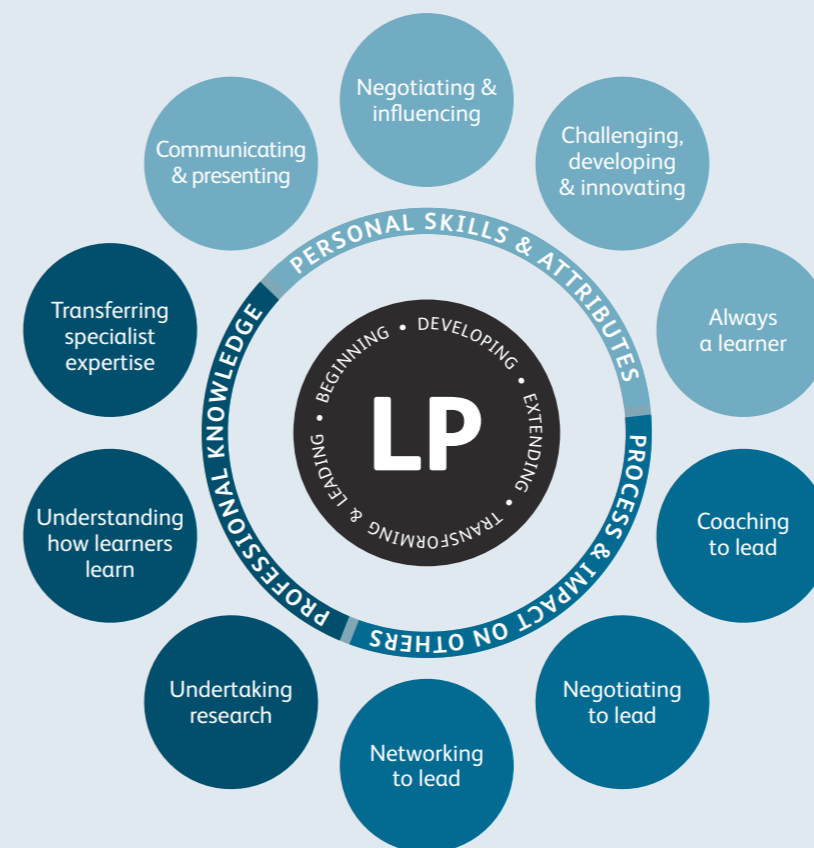 Negotiating &
influencing
Communicating
& presenting
Challenging,
developing
& innovating
Transferring
specialist
expertise
Always
a learner
Understanding
how learners
learn
Coaching
to lead
Undertaking
research
Negotiating
to lead
Networking
to lead
PERSONAL SKILLS & ATTRIBUTES
PROCESS & IMPACT ON OTHERS
PROFESSIONAL KNOWLEDGE
BEGINNING • DEVELOPING • EXTENDING • TRANSFORMING & LEADING •
LP